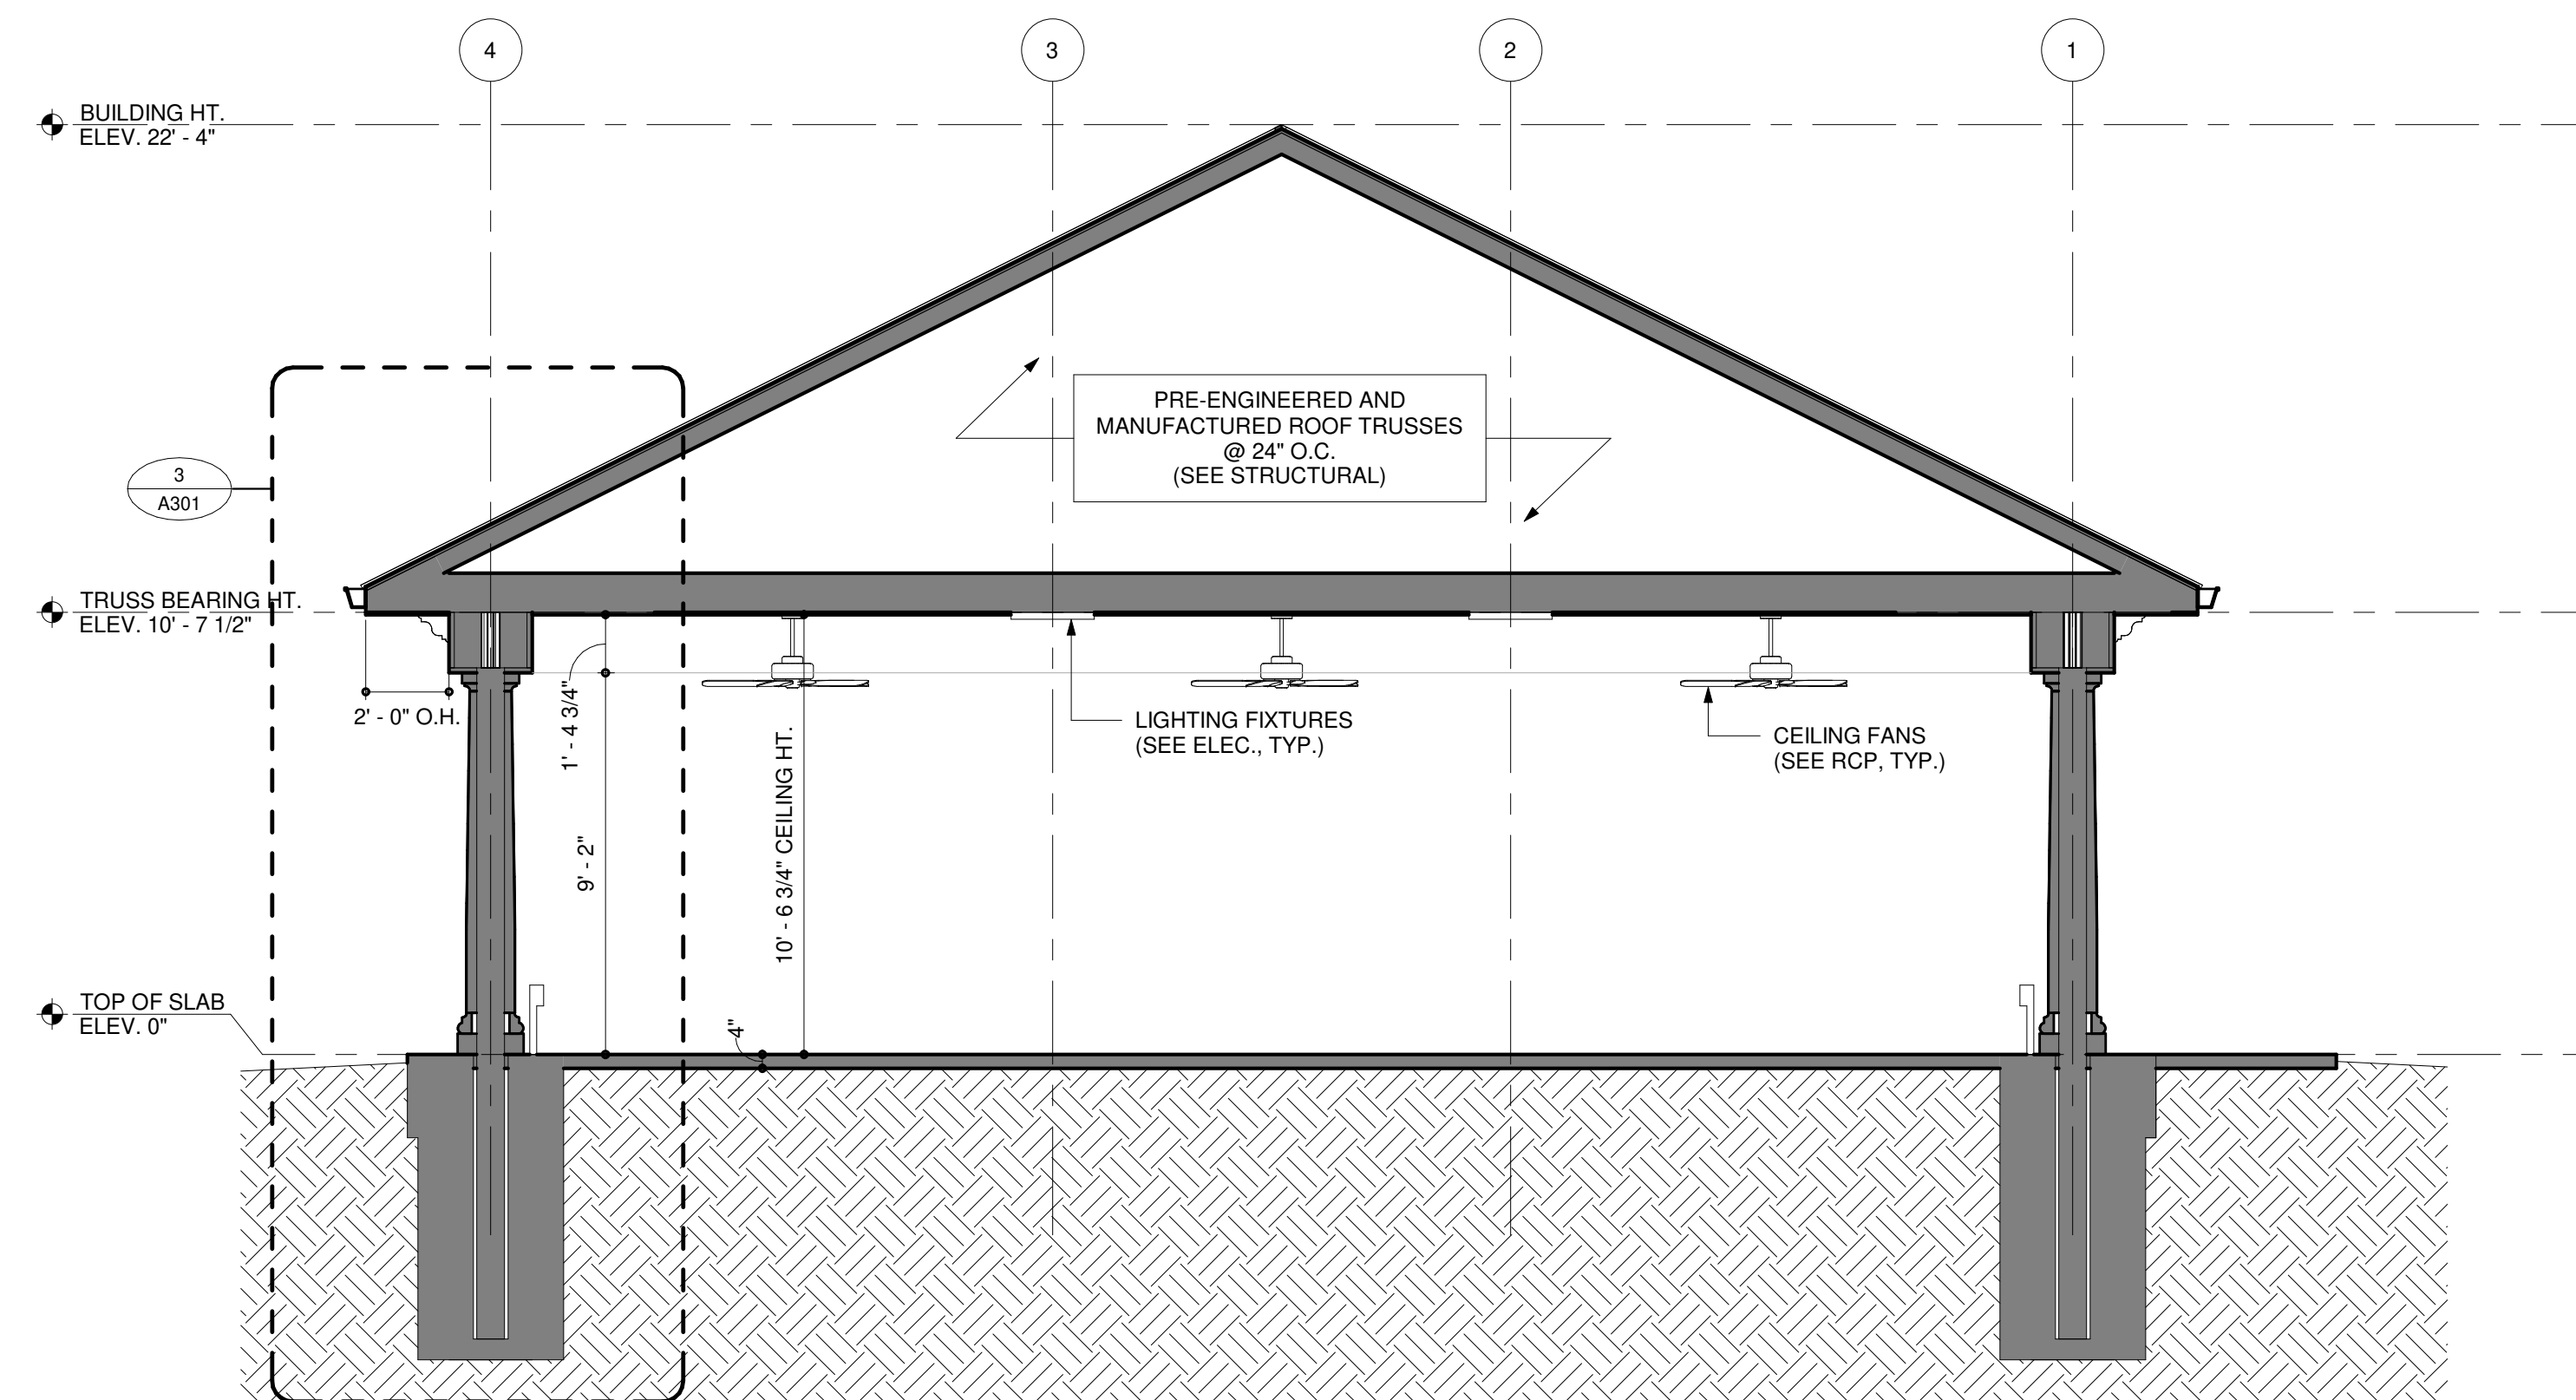 4
3
2
1
BUILDING HT.
ELEV. 22' - 4"
PRE-ENGINEERED AND
MANUFACTURED ROOF TRUSSES
@ 24" O.C.
(SEE STRUCTURAL)
3
A301
TRUSS BEARING HT.
ELEV. 10' - 7 1/2"
2' - 0" O.H.
1' - 4 3/4"
9' - 2"
10' - 6 3/4" CEILING HT.
LIGHTING FIXTURES
(SEE ELEC., TYP.)
CEILING FANS
(SEE RCP, TYP.)
TOP OF SLAB
ELEV. 0"
4"